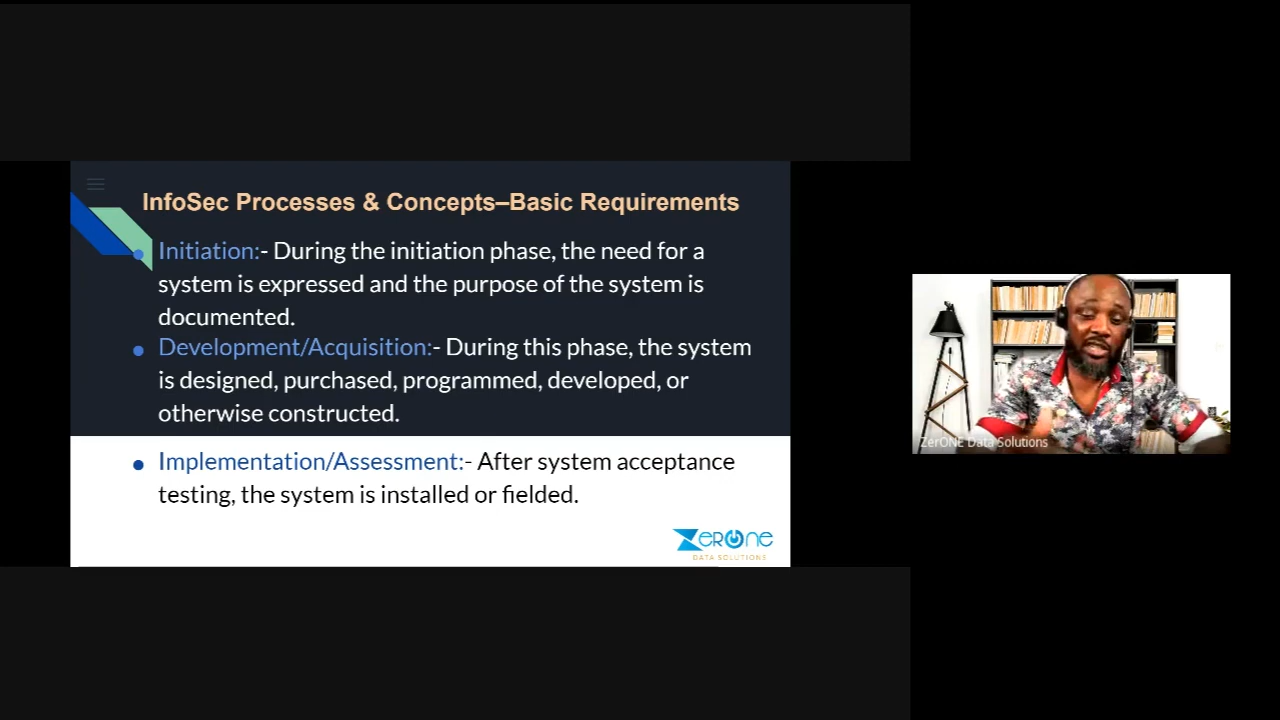 InfoSec Processes & Concepts–Basic Requirements
Initiation:- During the initiation phase, the need for a
system is expressed and the purpose of the system is
documented.
Development/Acquisition:- During this phase, the system
is designed, purchased, programmed, developed, or
otherwise constructed.
Implementation/Assessment:- After system acceptance
testing, the system is installed or fielded.
ZerOne
DATA SOLUTIONS
ZerONE Data Solutions